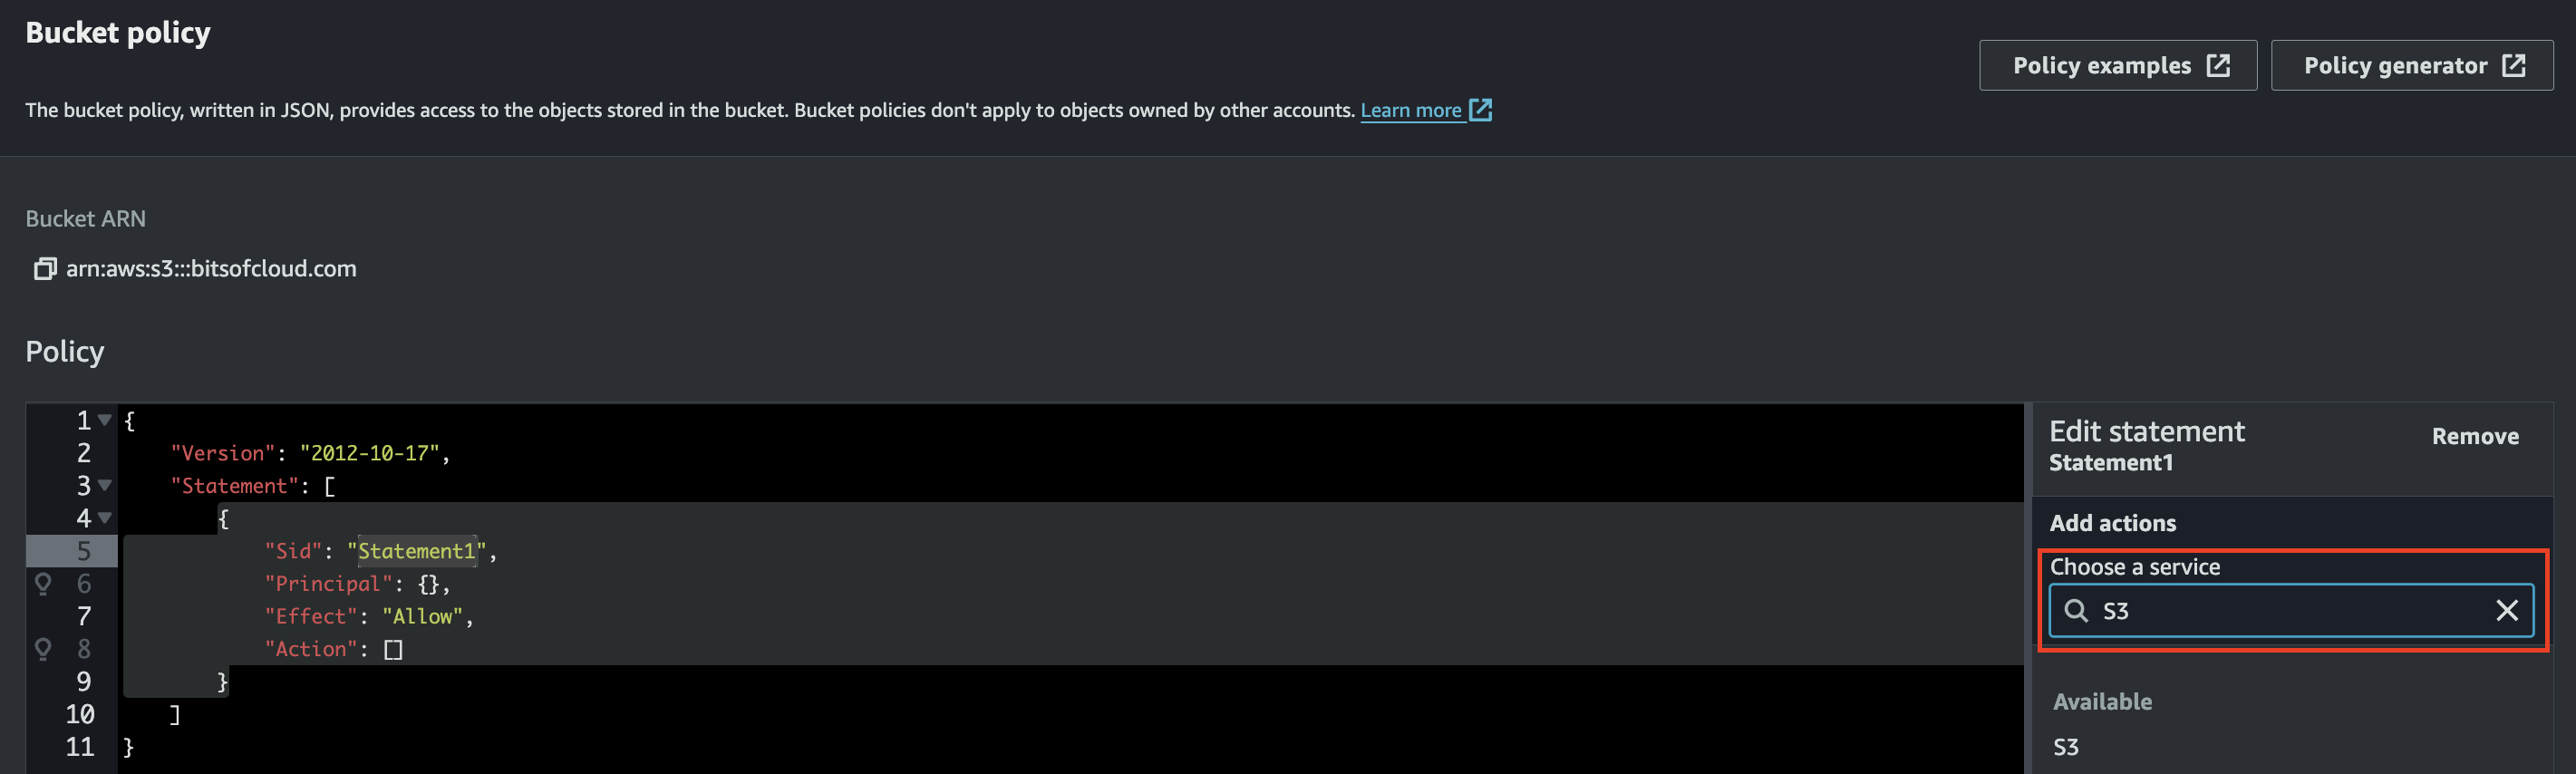 Bucket policy
Policy examples
Policy generator
The bucket policy, written in JSON, provides access to the objects stored in the bucket. Bucket policies don't apply to objects owned by other accounts. Learn more
Bucket ARN
arn:aws:s3:::bitsofcloud.com
Policy
1 {
2 "Version": "2012-10-17",
3 "Statement": [
4 {
5 "Sid": "Statement1",
6 "Principal": {},
7 "Effect": "Allow",
8 "Action": []
9 }
10 ]
11 }
Edit statement
Remove
Statement1
Add actions
Choose a service
S3
Available
S3